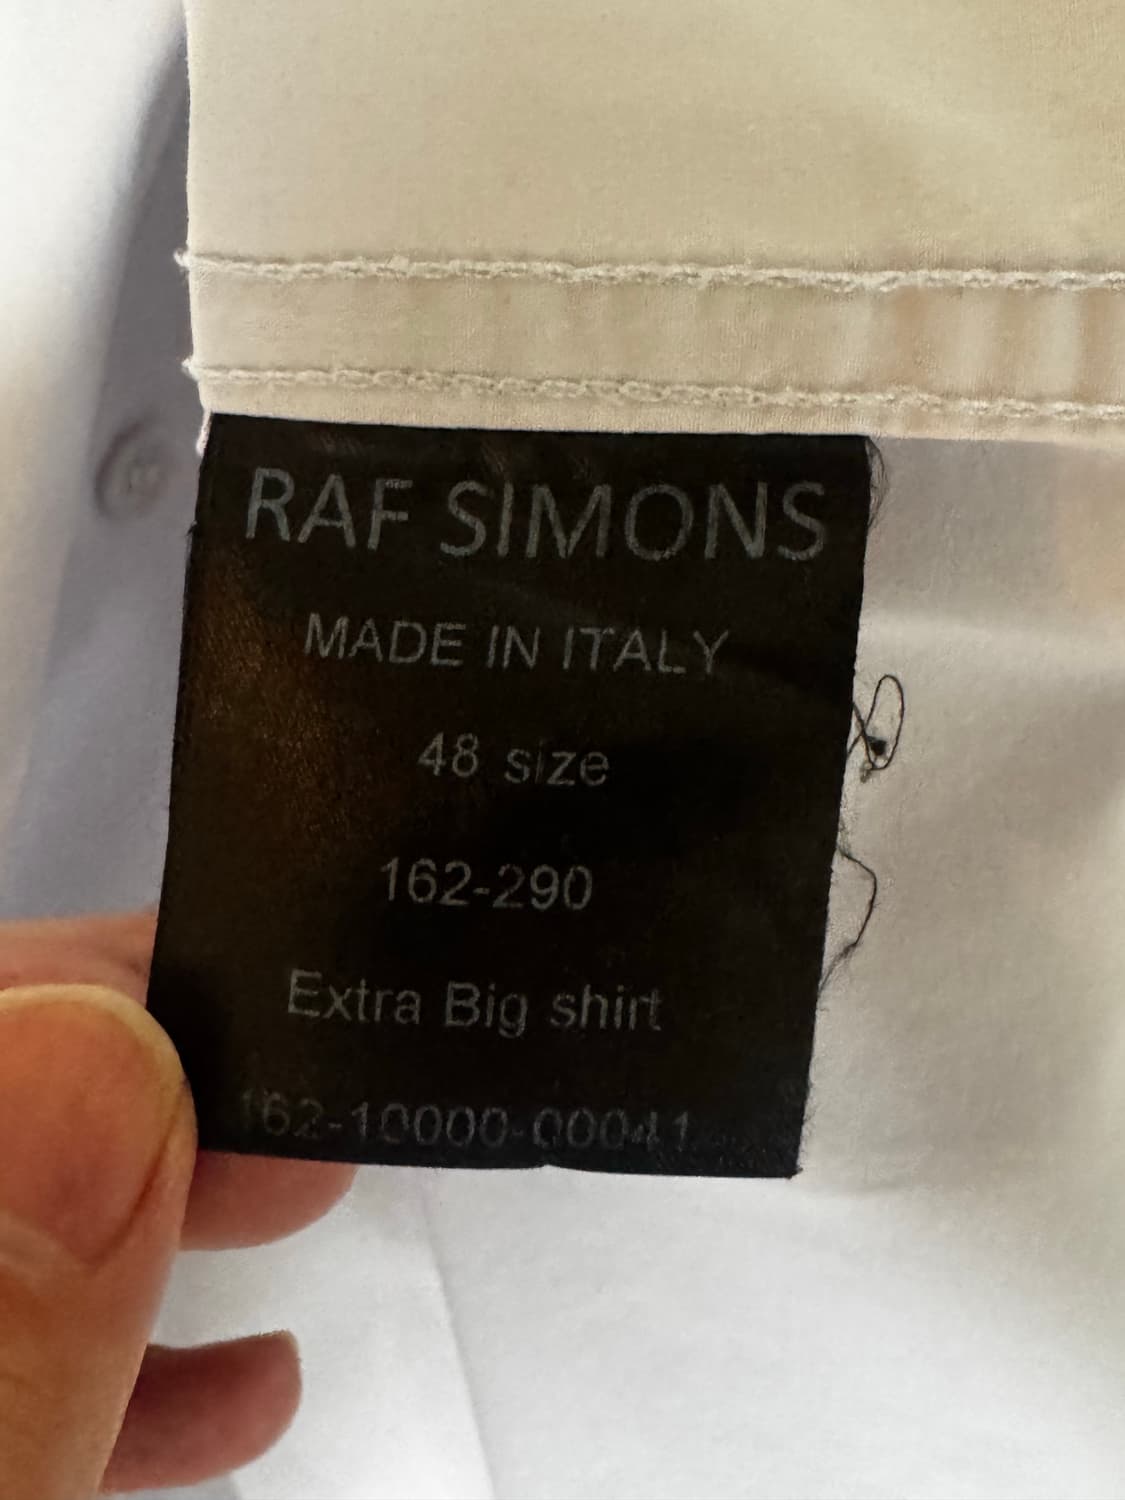 RAF SIMONS
MADE IN ITALY
48 size
162-290
Extra Big shirt
162-10000-00041